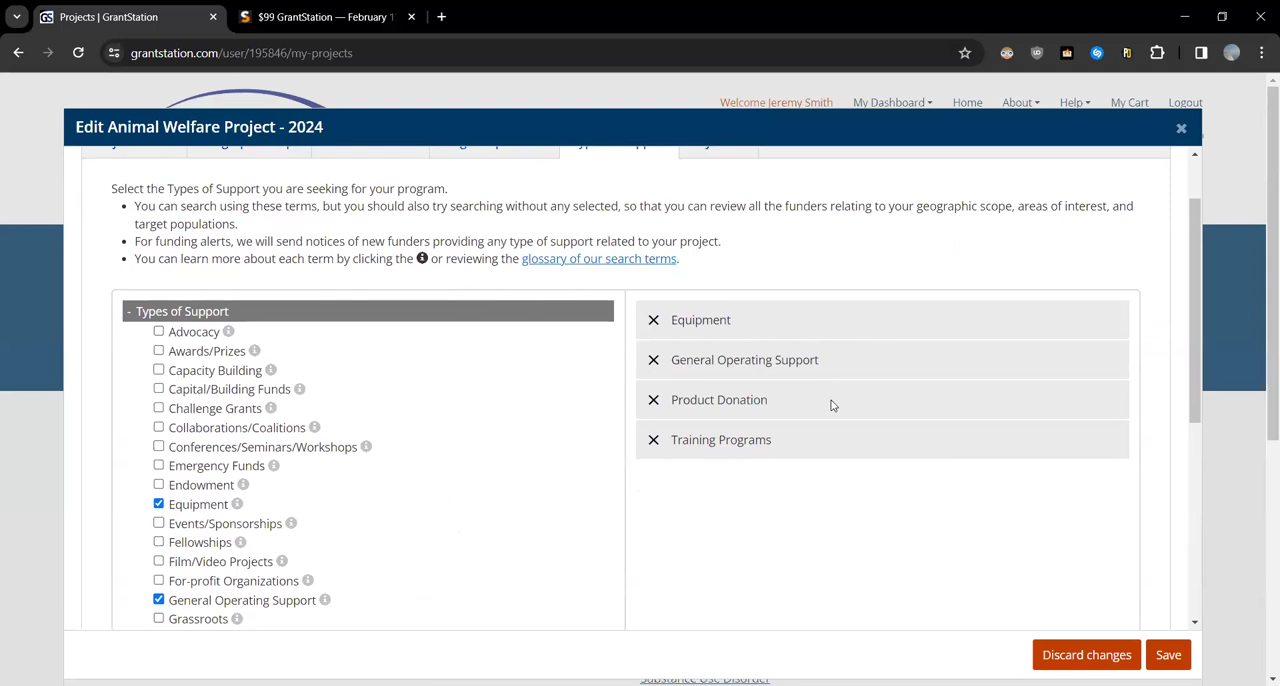 Projects | GrantStation
$99 GrantStation — February 1
grantstation.com/user/195846/my-projects
Welcome Jeremy Smith
My Dashboard
Home
About
Help
My Cart
Logout
Edit Animal Welfare Project - 2024
Select the Types of Support you are seeking for your program.
You can search using these terms, but you should also try searching without any selected, so that you can review all the funders relating to your geographic scope, areas of interest, and
target populations.
For funding alerts, we will send notices of new funders providing any type of support related to your project.
You can learn more about each term by clicking the or reviewing the glossary of our search terms.
- Types of Support
Advocacy
Awards/Prizes
Capacity Building
Capital/Building Funds
Challenge Grants
Collaborations/Coalitions
Conferences/Seminars/Workshops
Emergency Funds
Endowment
Equipment
Events/Sponsorships
Fellowships
Film/Video Projects
For-profit Organizations
General Operating Support
Grassroots
Equipment
General Operating Support
Product Donation
Training Programs
Discard changes
Save
Substance Use Disorder